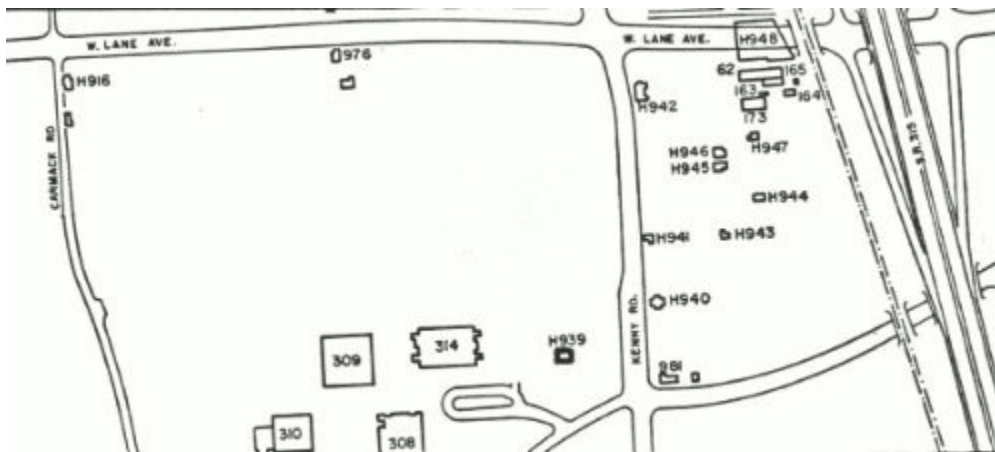 W. LANE AVE.
W. LANE AVE.
H948
976
62
165
H916
163
164
H942
173
H947
H946
H945
CARMACK RD.
S.R. 315
H944
H941
H943
H940
KENNY RD.
H939
314
309
981
310
308